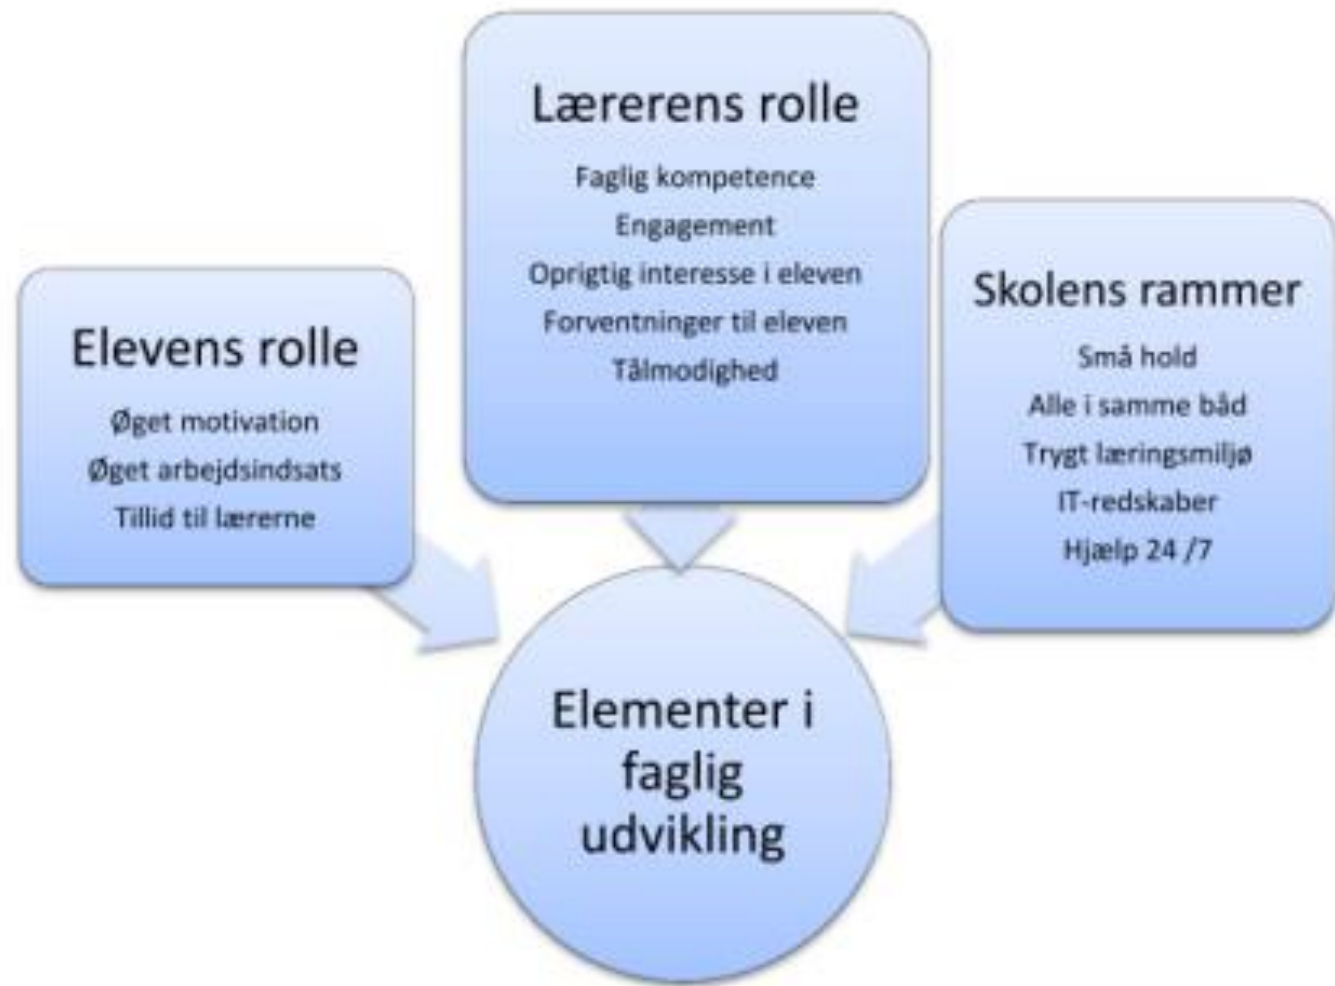 Lærerens rolle
Faglig kompetence
Engagement
Oprigtig interesse i eleven
Forventninger til eleven
Tålmodighed
Elevens rolle
Øget motivation
Øget arbejdsindsats
Tillid til lærerne
Skolens rammer
Små hold
Alle i samme båd
Trygt læringsmiljø
IT-redskaber
Hjælp 24 /7
Elementer i
faglig
udvikling